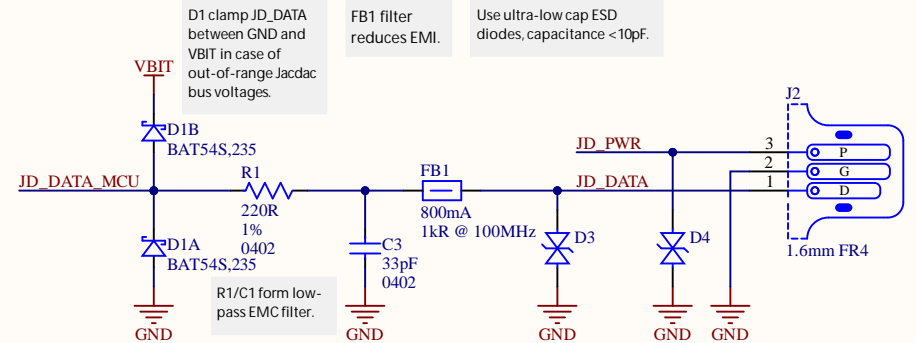 D1 clamp JD_DATA
between GND and
VBIT in case of
out-of-range Jacdac
bus voltages.
FB1 filter
reduces EMI.
Use ultra-low cap ESD
diodes, capacitance <10pF.
VBIT
D1B
BAT54S,235
JD_DATA_MCU
R1
220R
1%
0402
D1A
BAT54S,235
R1/C1 form low-
pass EMC filter.
C3
33pF
0402
FB1
800mA
1kR @ 100MHz
JD_PWR
JD_DATA
D3
D4
J2
3
P
2
G
1
D
1.6mm FR4
GND
GND
GND
GND
GND